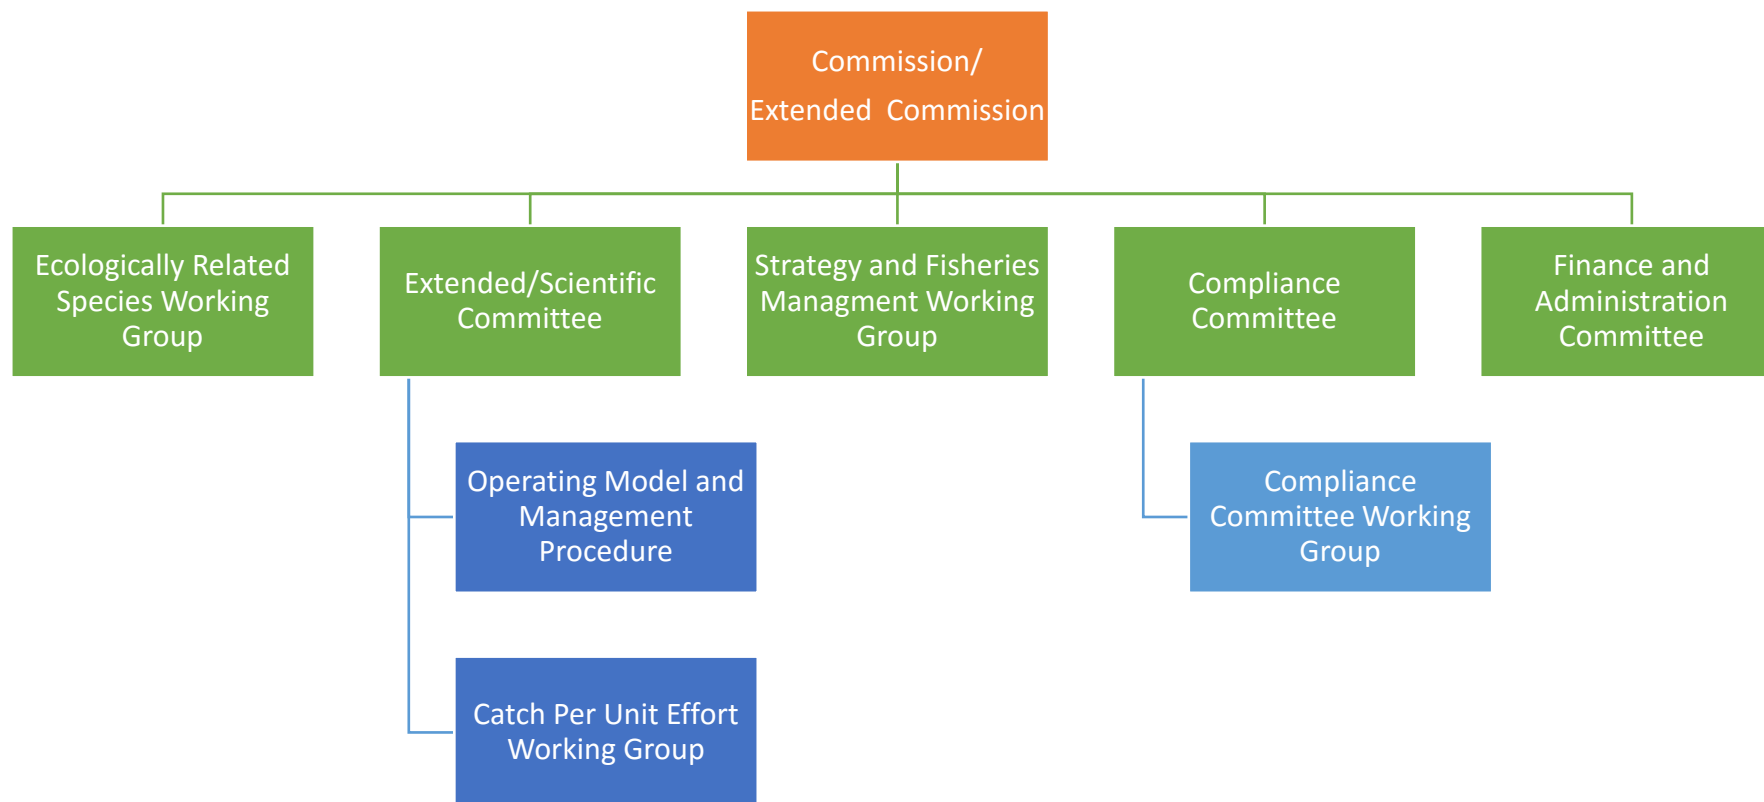 Commission/
Extended Commission
Ecologically Related
Species Working
Group
Extended/Scientific
Committee
Strategy and Fisheries
Managment Working
Group
Compliance
Committee
Finance and
Administration
Committee
Operating Model and
Management
Procedure
Compliance
Committee Working
Group
Catch Per Unit Effort
Working Group